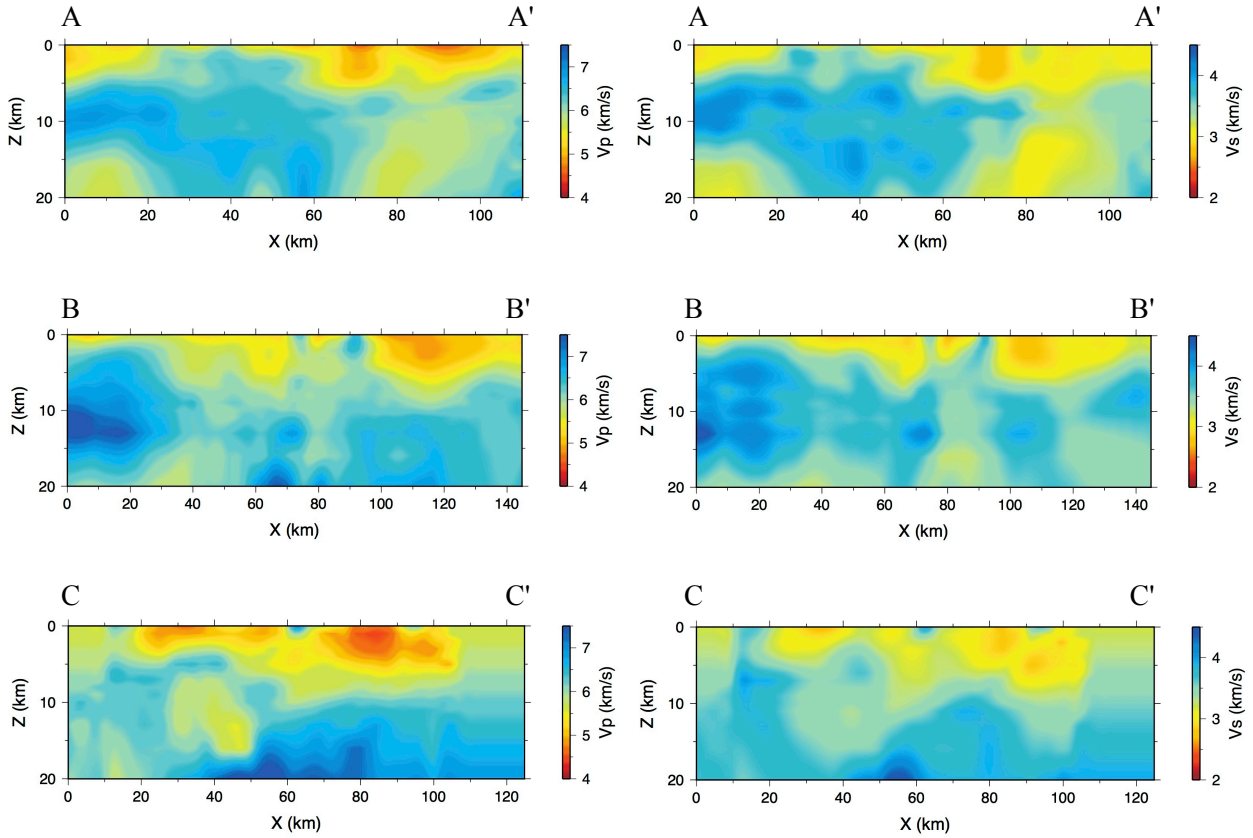 A A' A A'
0 10 20 Z (km) 7 6 5 4 Vp (km/s) 0 10 20 Z (km) 4 3 2 Vs (km/s)
0 20 40 60 80 100 0 20 40 60 80 100
X (km) X (km)
B B' B B'
0 10 20 Z (km) 7 6 5 4 Vp (km/s) 0 10 20 Z (km) 4 3 2 Vs (km/s)
0 20 40 60 80 100 120 140 0 20 40 60 80 100 120 140
X (km) X (km)
C C' C C'
0 10 20 Z (km) 7 6 5 4 Vp (km/s) 0 10 20 Z (km) 4 3 2 Vs (km/s)
0 20 40 60 80 100 120 0 20 40 60 80 100 120
X (km) X (km)